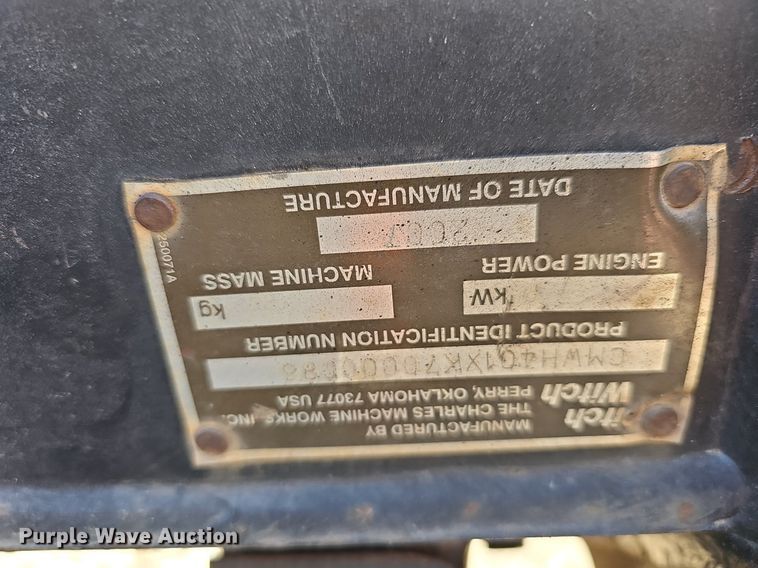 itch
Witch
MANUFACTURED BY
THE CHARLES MACHINE WORKS, INC.
PERRY, OKLAHOMA 73077 USA
PRODUCT IDENTIFICATION NUMBER
ENGINE POWER
kW
MACHINE MASS
kg
DATE OF MANUFACTURE
250071A
Purple Wave Auction